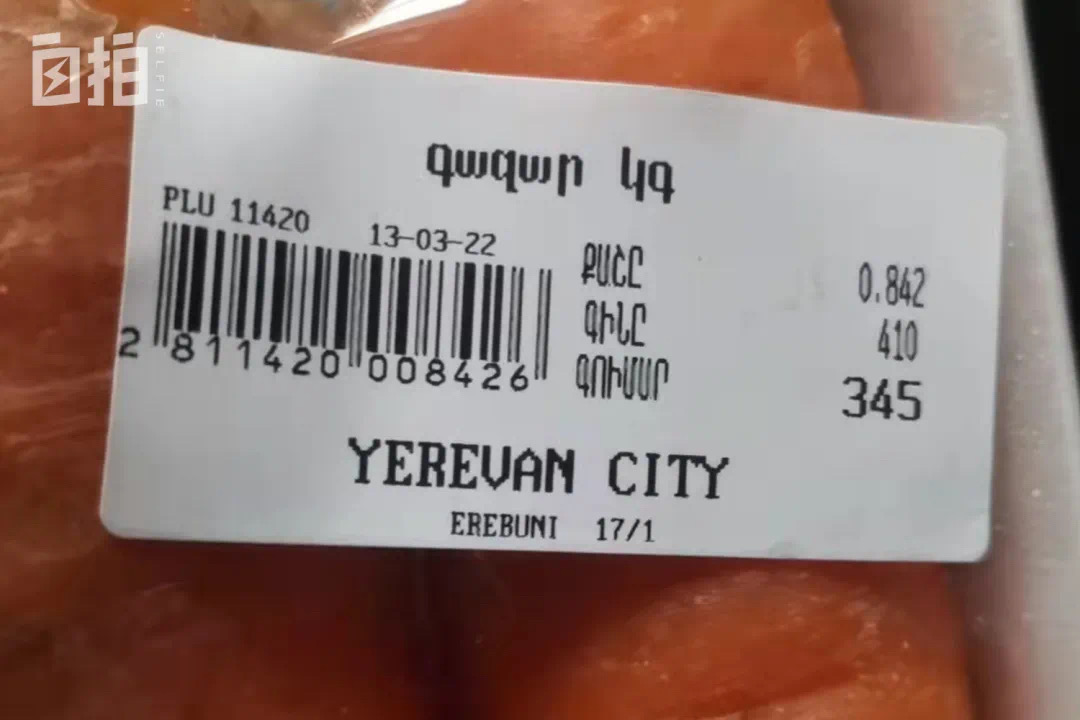 自拍
SELFIE
գազար կգ
PLU 11420
13-03-22
ՔԱՇԸ 0.842
ԳԻՆԸ 410
ԳՈՒՄԱՐ 345
2 811420 008426
YEREVAN CITY
EREBUNI 17/1